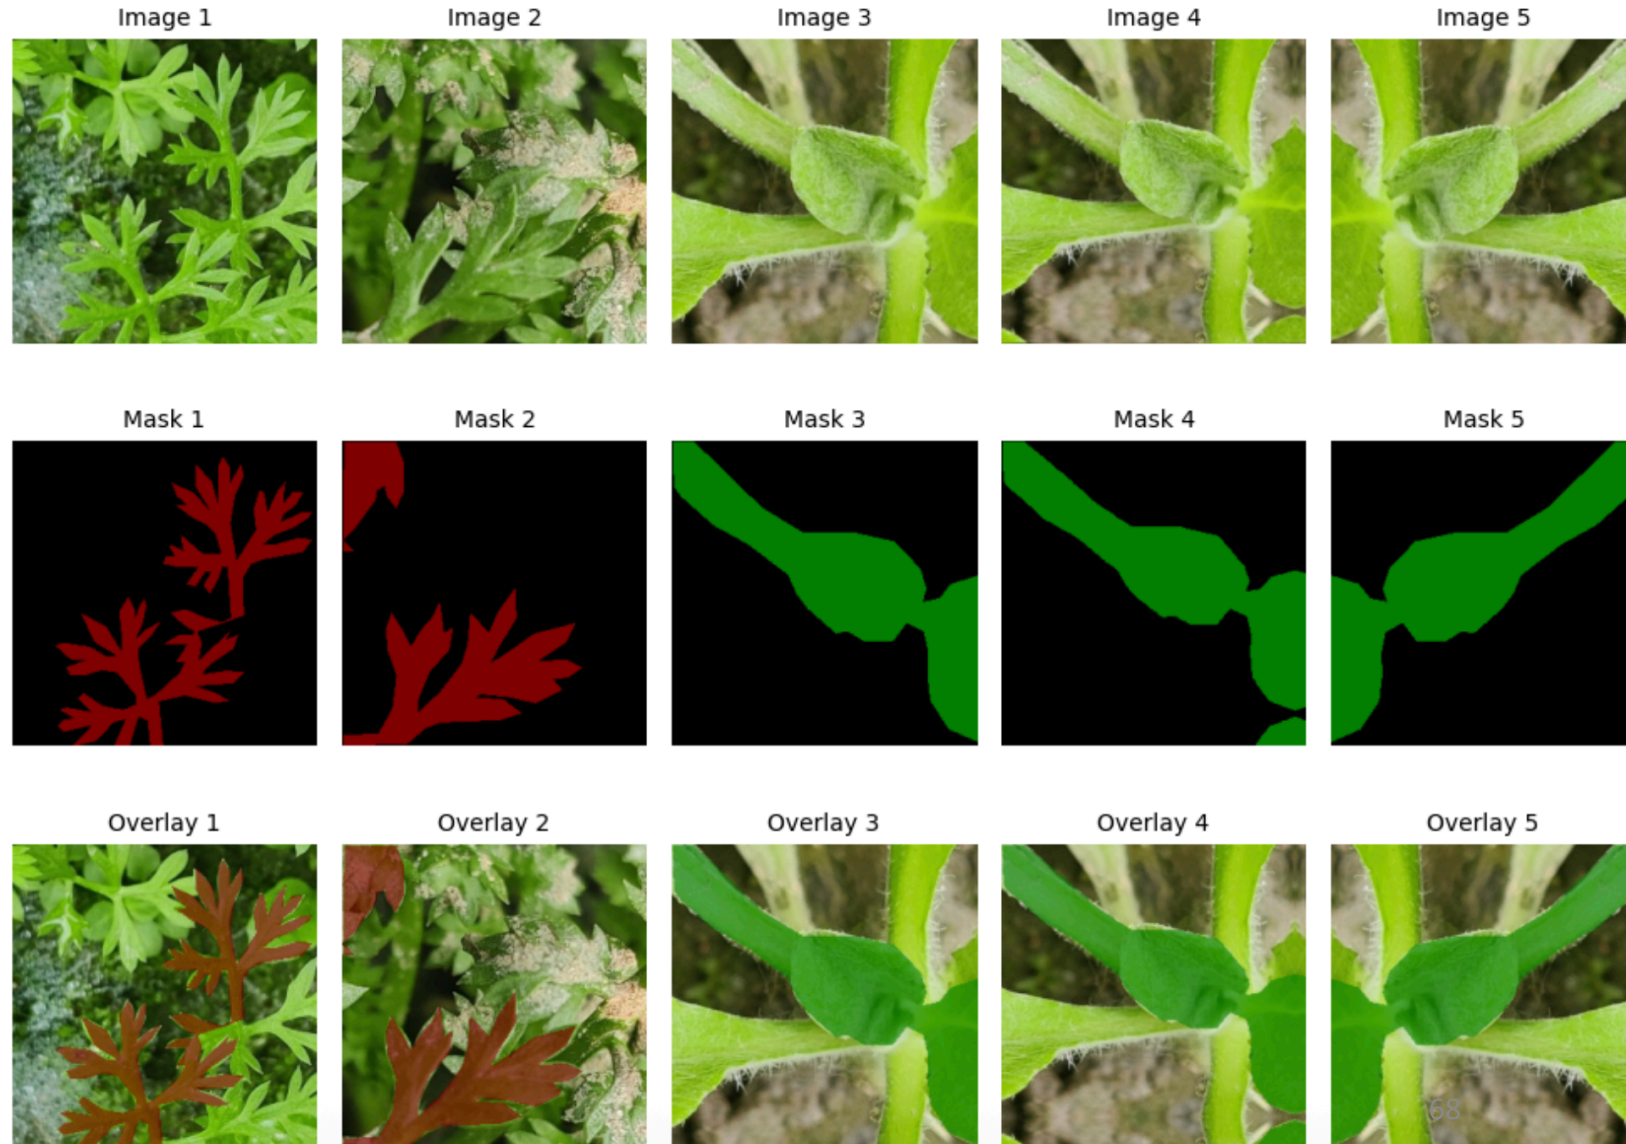 Image 1
Image 2
Image 3
Image 4
Image 5
Mask 1
Mask 2
Mask 3
Mask 4
Mask 5
Overlay 1
Overlay 2
Overlay 3
Overlay 4
Overlay 5
68